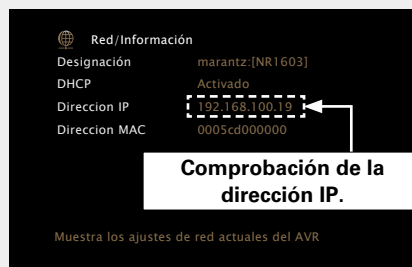 Red/Información
Designación marantz:[NR1603]
DHCP Activado
Direccion IP 192.168.100.19
Direccion MAC 0005cd000000
Comprobación de la
dirección IP.
Muestra los ajustes de red actuales del AVR